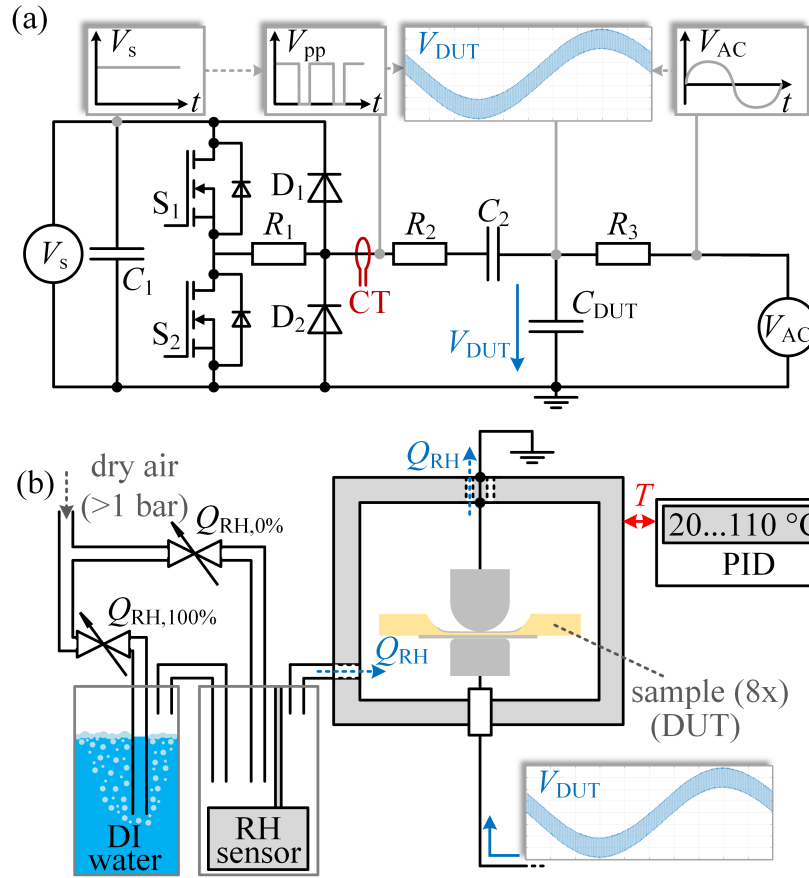 (a)
Vs
t
Vpp
t
VDUT
VAC
t
S1
D1
R1
R2
C2
R3
Vs
C1
CT
S2
D2
VDUT
CDUT
VAC
(b)
dry air
(>1 bar)
QRH
T
QRH,0%
20...110 °C
PID
QRH,100%
QRH
sample (8x)
(DUT)
VDUT
DI
water
RH
sensor